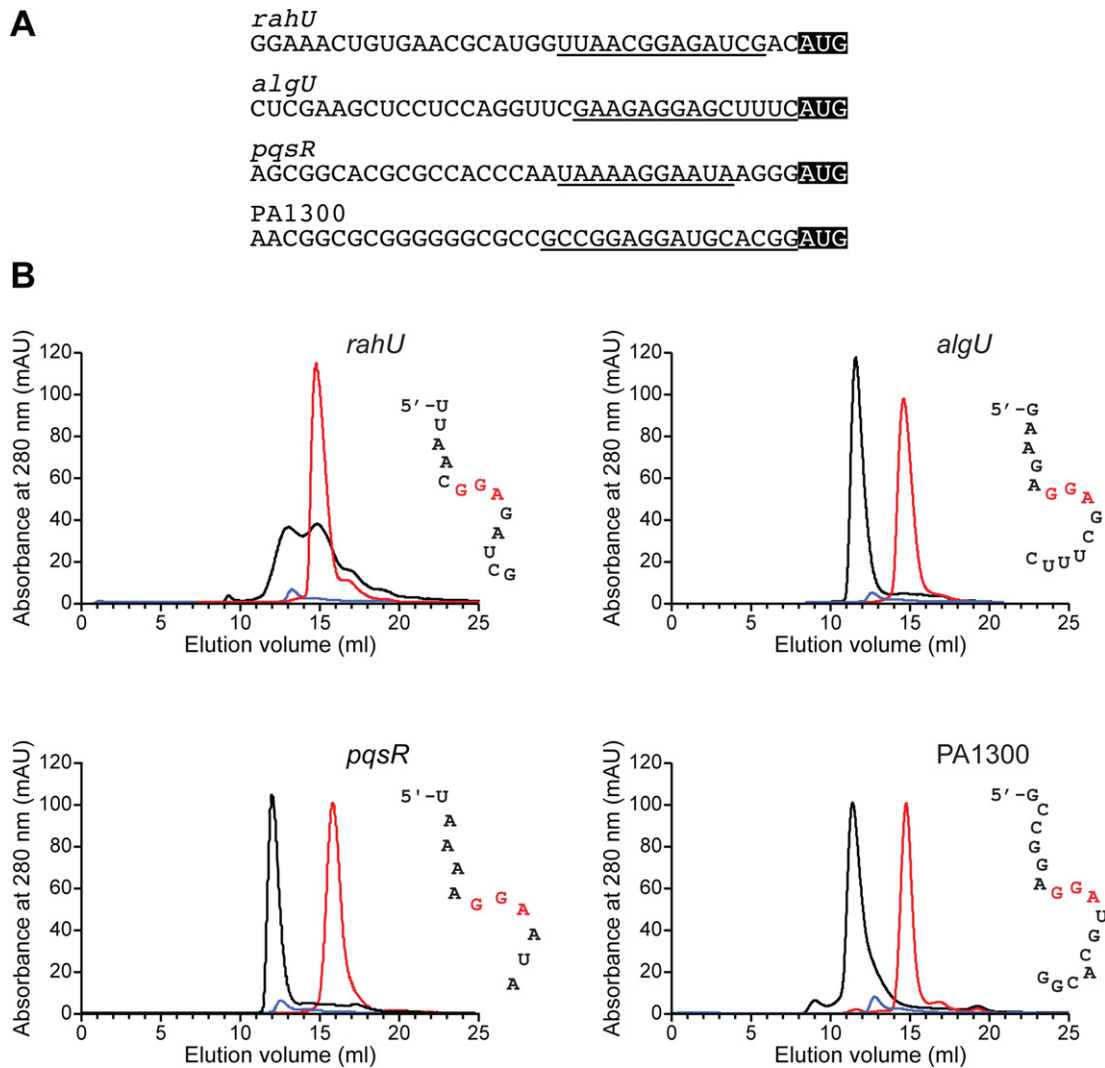 A
rahU
GGAAACUGUGAACGCAUGGUUAACGGAGAUCGACAUG
algU
CUCGAAGCUCCUCCAGGUUCGAAGAGGAGCUUUCAUG
pqsR
AGCGGCACGCGCCACCCAAUAAAAGGAAUAAGGGAUG
PA1300
AACGGCGCGGGGGGCGCCGCCGGAGGAUGCACGGAUG
B
rahU
Absorbance at 280 nm (mAU)
120
100
80
60
40
20
0
0 5 10 15 20 25
Elution volume (ml)
5'-UUAACGGAGAUCG
algU
Absorbance at 280 nm (mAU)
120
100
80
60
40
20
0
0 5 10 15 20 25
Elution volume (ml)
5'-GAAGAGGAGCUUUC
pqsR
Absorbance at 280 nm (mAU)
120
100
80
60
40
20
0
0 5 10 15 20 25
Elution volume (ml)
5'-UAAAAGGAAUA
PA1300
Absorbance at 280 nm (mAU)
120
100
80
60
40
20
0
0 5 10 15 20 25
Elution volume (ml)
5'-GCCGGAGGAUGCACGG